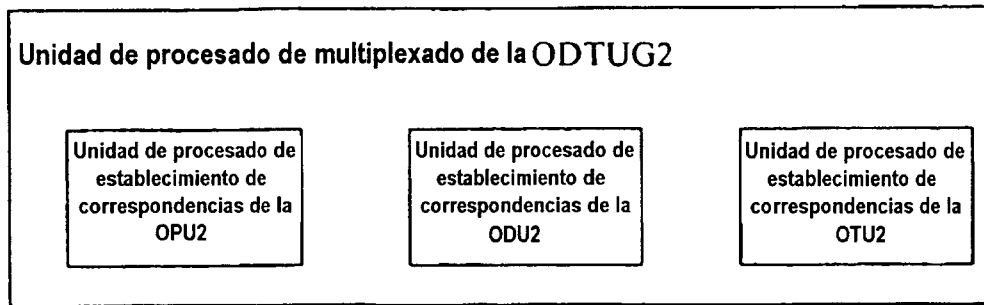 Unidad de procesado de multiplexado de la ODTUG2
Unidad de procesado de
establecimiento de
correspondencias de la
OPU2
Unidad de procesado de
establecimiento de
correspondencias de la
ODU2
Unidad de procesado de
establecimiento de
correspondencias de la
OTU2